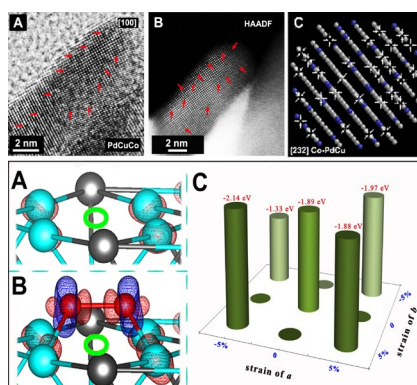 A
[100]
2 nm
PdCuCo
B
HAADF
2 nm
C
[232] Co-PdCu
A
B
C
-2.14 eV
-1.33 eV
-1.89 eV
-1.88 eV
-1.97 eV
-5%
0
5%
strain of a
5%
0
-5%
strain of b